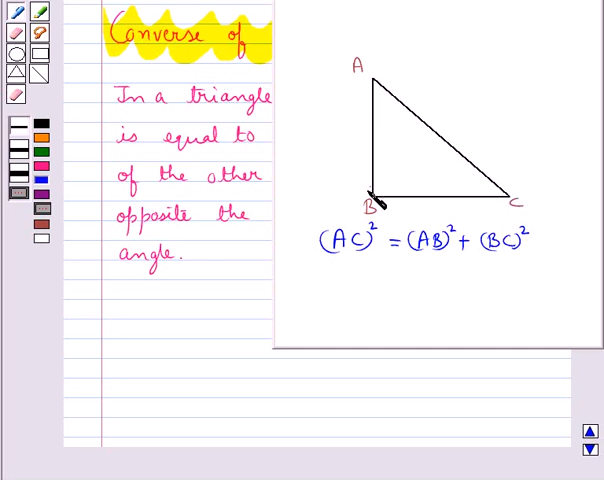 Converse of
In a triangle
is equal to
of the other
opposite the
angle.
A
B
C
(AC)² = (AB)² + (BC)²